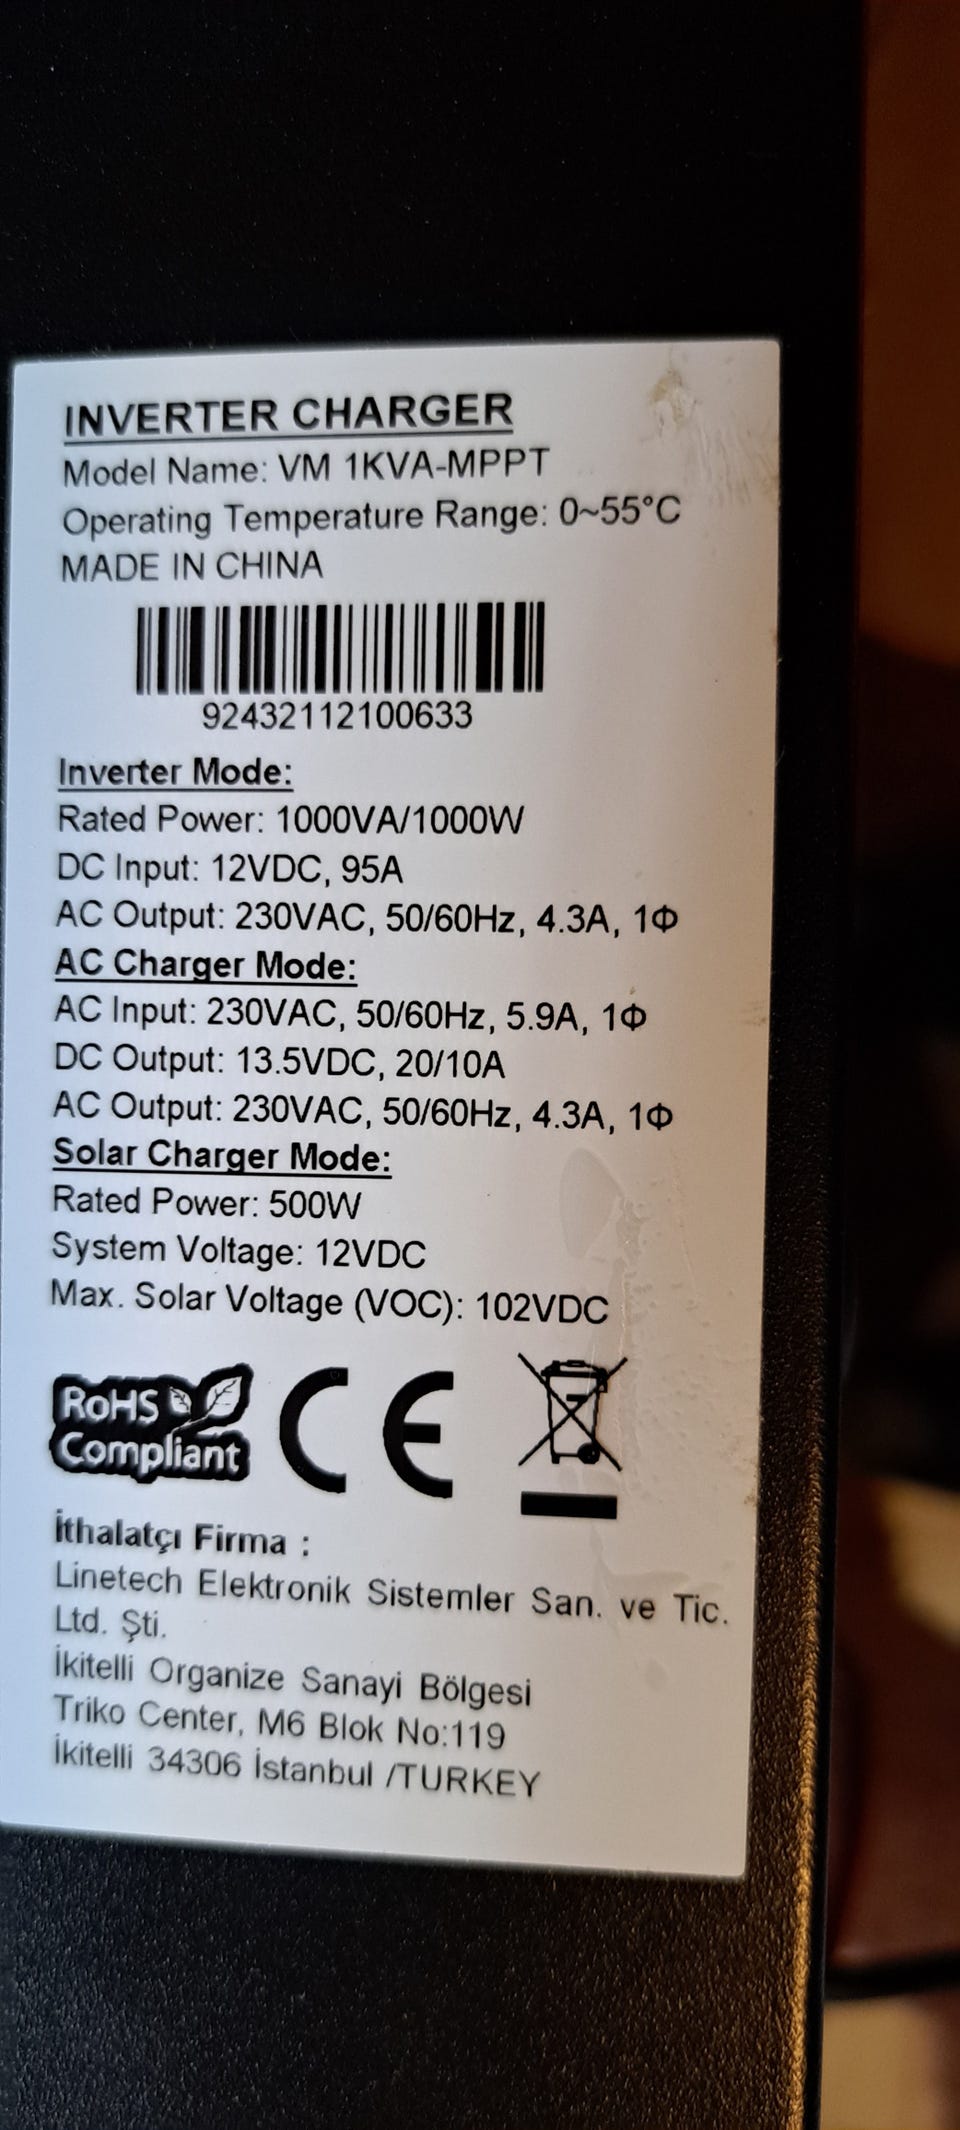 INVERTER CHARGER
Model Name: VM 1KVA-MPPT
Operating Temperature Range: 0~55°C
MADE IN CHINA
92432112100633
Inverter Mode:
Rated Power: 1000VA/1000W
DC Input: 12VDC, 95A
AC Output: 230VAC, 50/60Hz, 4.3A, 1Φ
AC Charger Mode:
AC Input: 230VAC, 50/60Hz, 5.9A, 1Φ
DC Output: 13.5VDC, 20/10A
AC Output: 230VAC, 50/60Hz, 4.3A, 1Φ
Solar Charger Mode:
Rated Power: 500W
System Voltage: 12VDC
Max. Solar Voltage (VOC): 102VDC
RoHS
Compliant
CE
İthalatçı Firma :
Linetech Elektronik Sistemler San. ve Tic.
Ltd. Şti.
İkitelli Organize Sanayi Bölgesi
Triko Center, M6 Blok No:119
İkitelli 34306 İstanbul /TURKEY